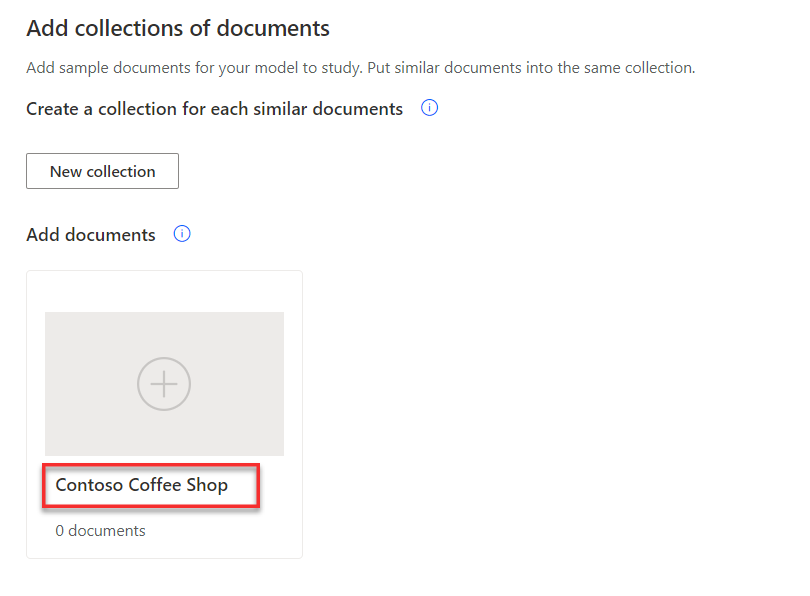 Add collections of documents
Add sample documents for your model to study. Put similar documents into the same collection.
Create a collection for each similar documents
New collection
Add documents
Contoso Coffee Shop
0 documents